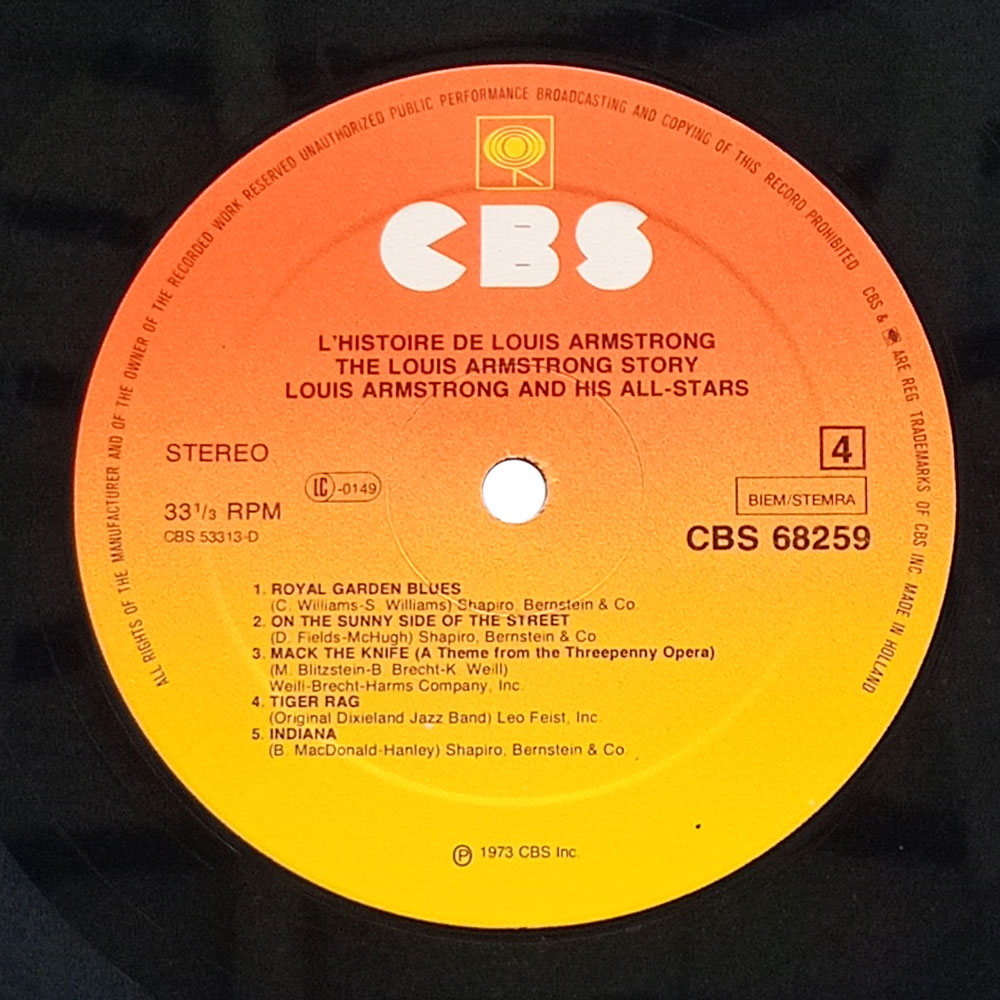 ALL RIGHTS OF THE MANUFACTURER AND OF THE OWNER OF THE RECORDED WORK RESERVED UNAUTHORIZED PUBLIC PERFORMANCE BROADCASTING AND COPYING OF THIS RECORD PROHIBITED
CBS & ARE REG. TRADEMARKS OF CBS INC. MADE IN HOLLAND
CBS
L'HISTOIRE DE LOUIS ARMSTRONG
THE LOUIS ARMSTRONG STORY
LOUIS ARMSTRONG AND HIS ALL-STARS
STEREO
4
LC-0149
BIEM/STEMRA
33 1/3 RPM
CBS 53313-D
CBS 68259
1. ROYAL GARDEN BLUES
(C. Williams-S. Williams) Shapiro, Bernstein & Co.
2. ON THE SUNNY SIDE OF THE STREET
(D. Fields-McHugh) Shapiro, Bernstein & Co.
3. MACK THE KNIFE (A Theme from the Threepenny Opera)
(M. Blitzstein-B. Brecht-K. Weill)
Weill-Brecht-Harms Company, Inc.
4. TIGER RAG
(Original Dixieland Jazz Band) Leo Feist, Inc.
5. INDIANA
(B. MacDonald-Hanley) Shapiro, Bernstein & Co.
℗ 1973 CBS Inc.